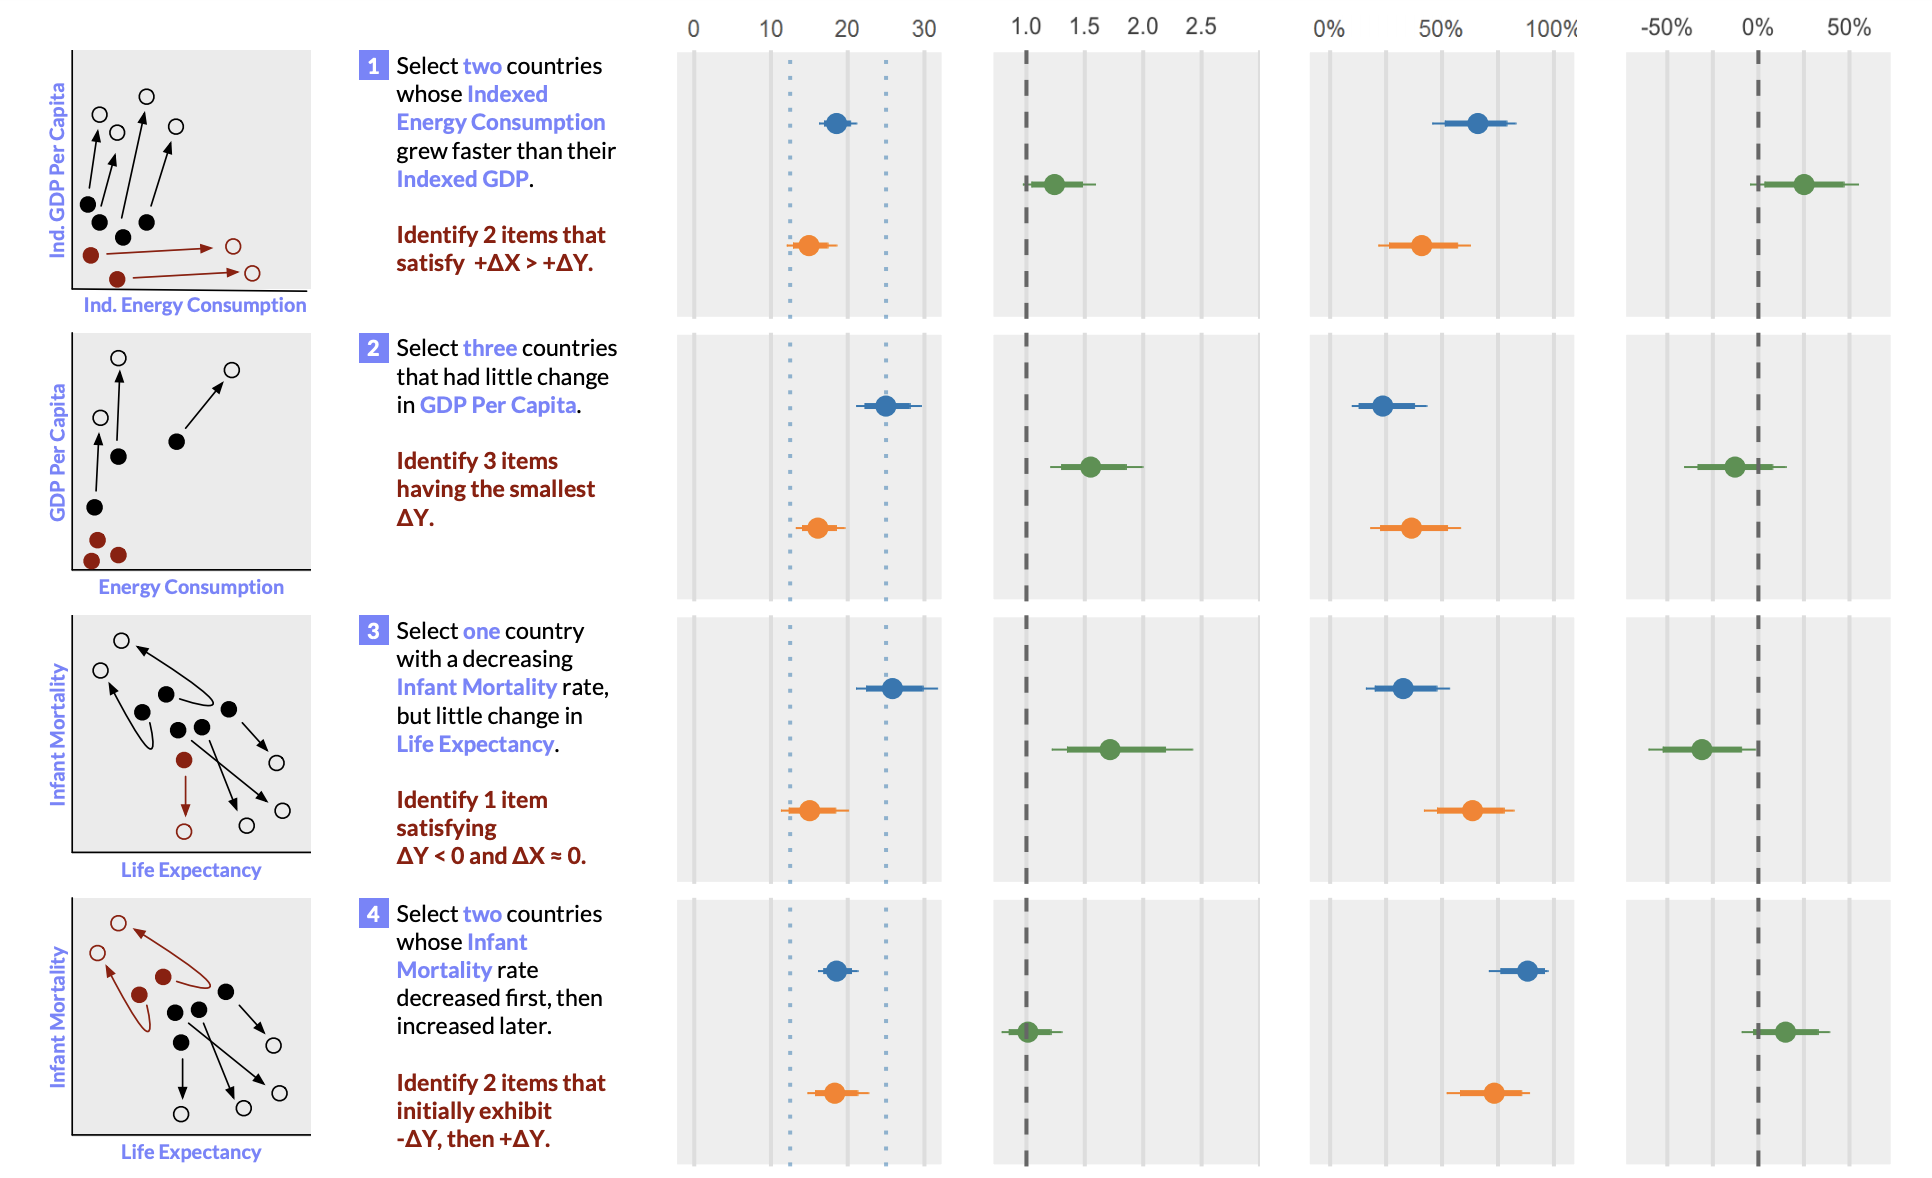 0 10 20 30
1.0 1.5 2.0 2.5
0% 50% 100%
-50% 0% 50%
Ind. GDP Per Capita
Ind. Energy Consumption
1 Select two countries
whose Indexed
Energy Consumption
grew faster than their
Indexed GDP.
Identify 2 items that
satisfy +ΔX > +ΔY.
GDP Per Capita
Energy Consumption
2 Select three countries
that had little change
in GDP Per Capita.
Identify 3 items
having the smallest
ΔY.
Infant Mortality
Life Expectancy
3 Select one country
with a decreasing
Infant Mortality rate,
but little change in
Life Expectancy.
Identify 1 item
satisfying
ΔY < 0 and ΔX ≈ 0.
Infant Mortality
Life Expectancy
4 Select two countries
whose Infant
Mortality rate
decreased first, then
increased later.
Identify 2 items that
initially exhibit
-ΔY, then +ΔY.